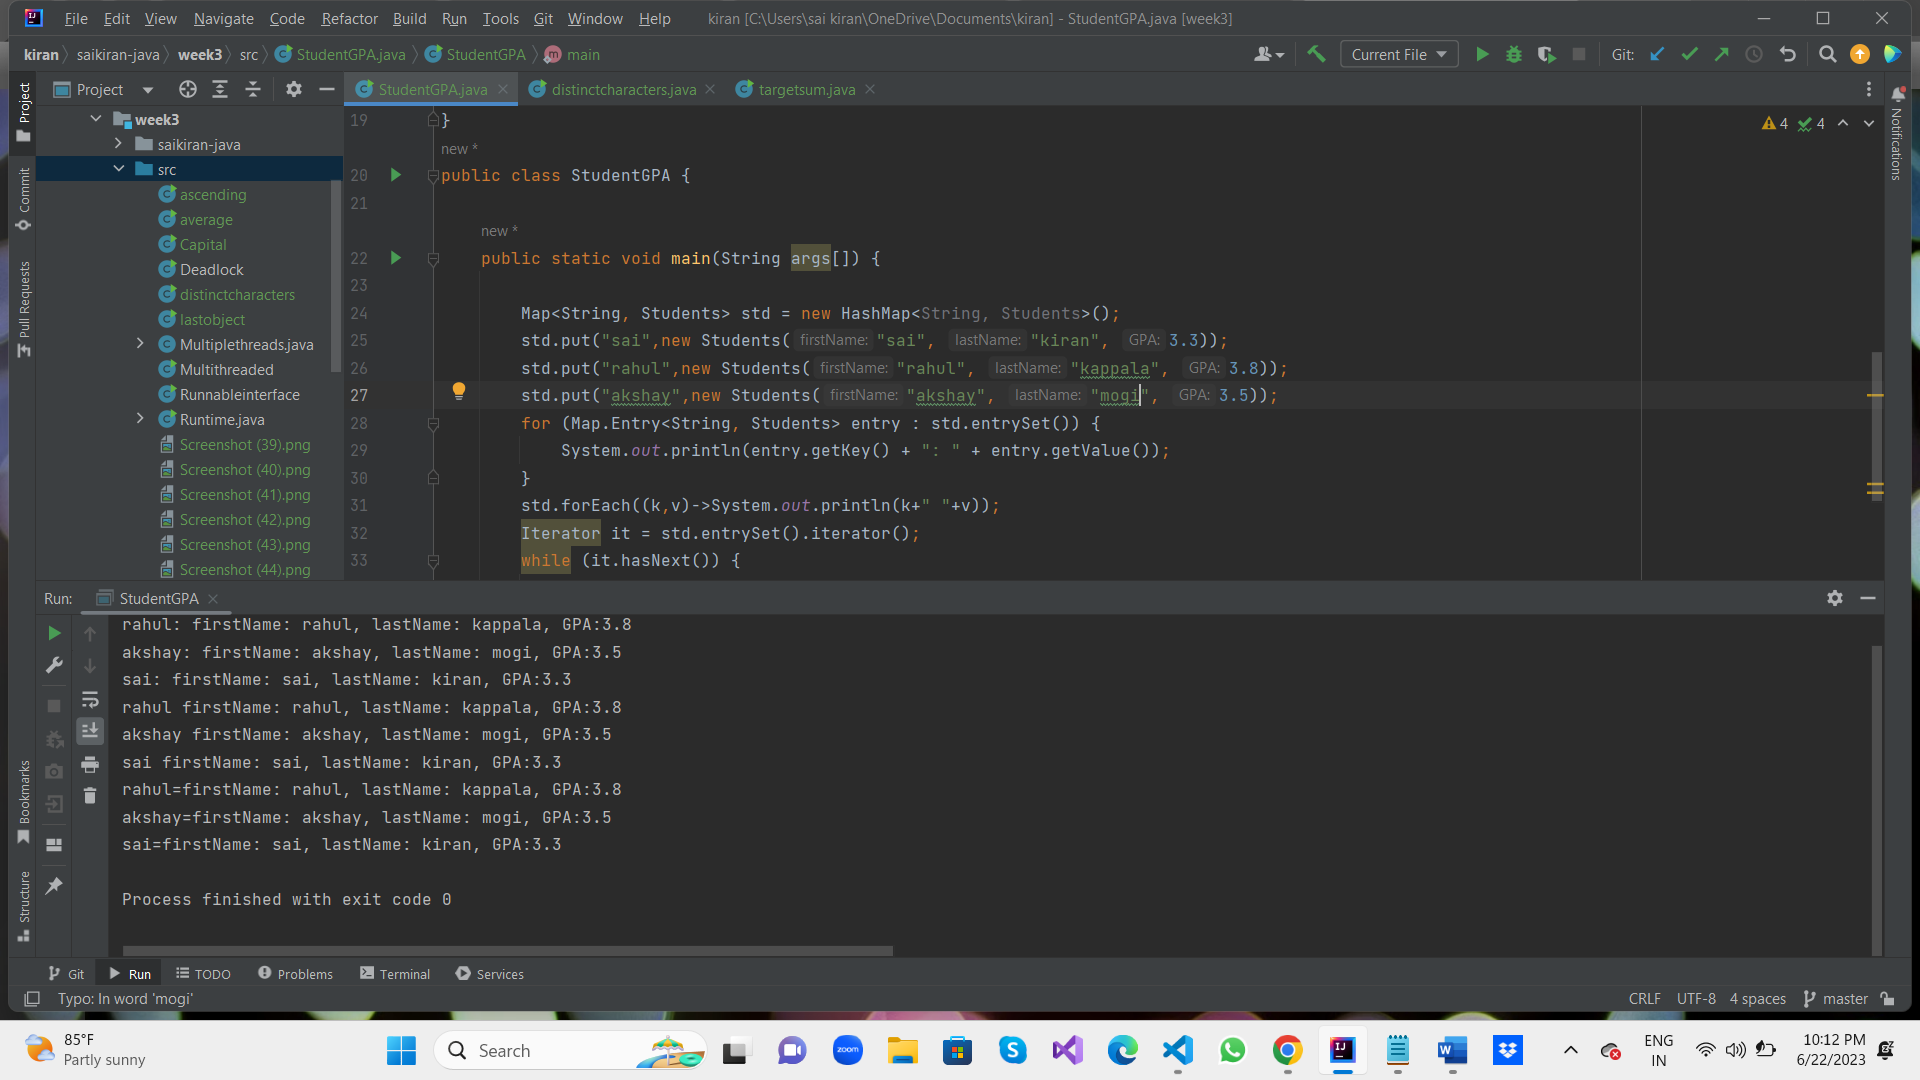 File Edit View Navigate Code Refactor Build Run Tools Git Window Help kiran [C:\Users\sai kiran\OneDrive\Documents\kiran] - StudentGPA.java [week3]
kiran saikiran-java week3 src StudentGPA.java StudentGPA main Current File Git:
Project StudentGPA.java distinctcharacters.java targetsum.java
Project
Commit
Pull Requests
Bookmarks
Structure
Notifications
week3
saikiran-java
src
ascending
average
Capital
Deadlock
distinctcharacters
lastobject
Multiplethreads.java
Multithreaded
Runnableinterface
Runtime.java
Screenshot (39).png
Screenshot (40).png
Screenshot (41).png
Screenshot (42).png
Screenshot (43).png
Screenshot (44).png
4 4
19 }
new *
20 public class StudentGPA {
21
new *
22 public static void main(String args[]) {
23
24 Map<String, Students> std = new HashMap<String, Students>();
25 std.put("sai",new Students( firstName: "sai", lastName: "kiran", GPA: 3.3));
26 std.put("rahul",new Students( firstName: "rahul", lastName: "kappala", GPA: 3.8));
27 std.put("akshay",new Students( firstName: "akshay", lastName: "mogi", GPA: 3.5));
28 for (Map.Entry<String, Students> entry : std.entrySet()) {
29 System.out.println(entry.getKey() + ": " + entry.getValue());
30 }
31 std.forEach((k,v)->System.out.println(k+" "+v));
32 Iterator it = std.entrySet().iterator();
33 while (it.hasNext()) {
Run: StudentGPA
rahul: firstName: rahul, lastName: kappala, GPA:3.8
akshay: firstName: akshay, lastName: mogi, GPA:3.5
sai: firstName: sai, lastName: kiran, GPA:3.3
rahul firstName: rahul, lastName: kappala, GPA:3.8
akshay firstName: akshay, lastName: mogi, GPA:3.5
sai firstName: sai, lastName: kiran, GPA:3.3
rahul=firstName: rahul, lastName: kappala, GPA:3.8
akshay=firstName: akshay, lastName: mogi, GPA:3.5
sai=firstName: sai, lastName: kiran, GPA:3.3
Process finished with exit code 0
Git Run TODO Problems Terminal Services
Typo: In word 'mogi' CRLF UTF-8 4 spaces master
85°F
Partly sunny
Search
zoom
ENG
IN
10:12 PM
6/22/2023